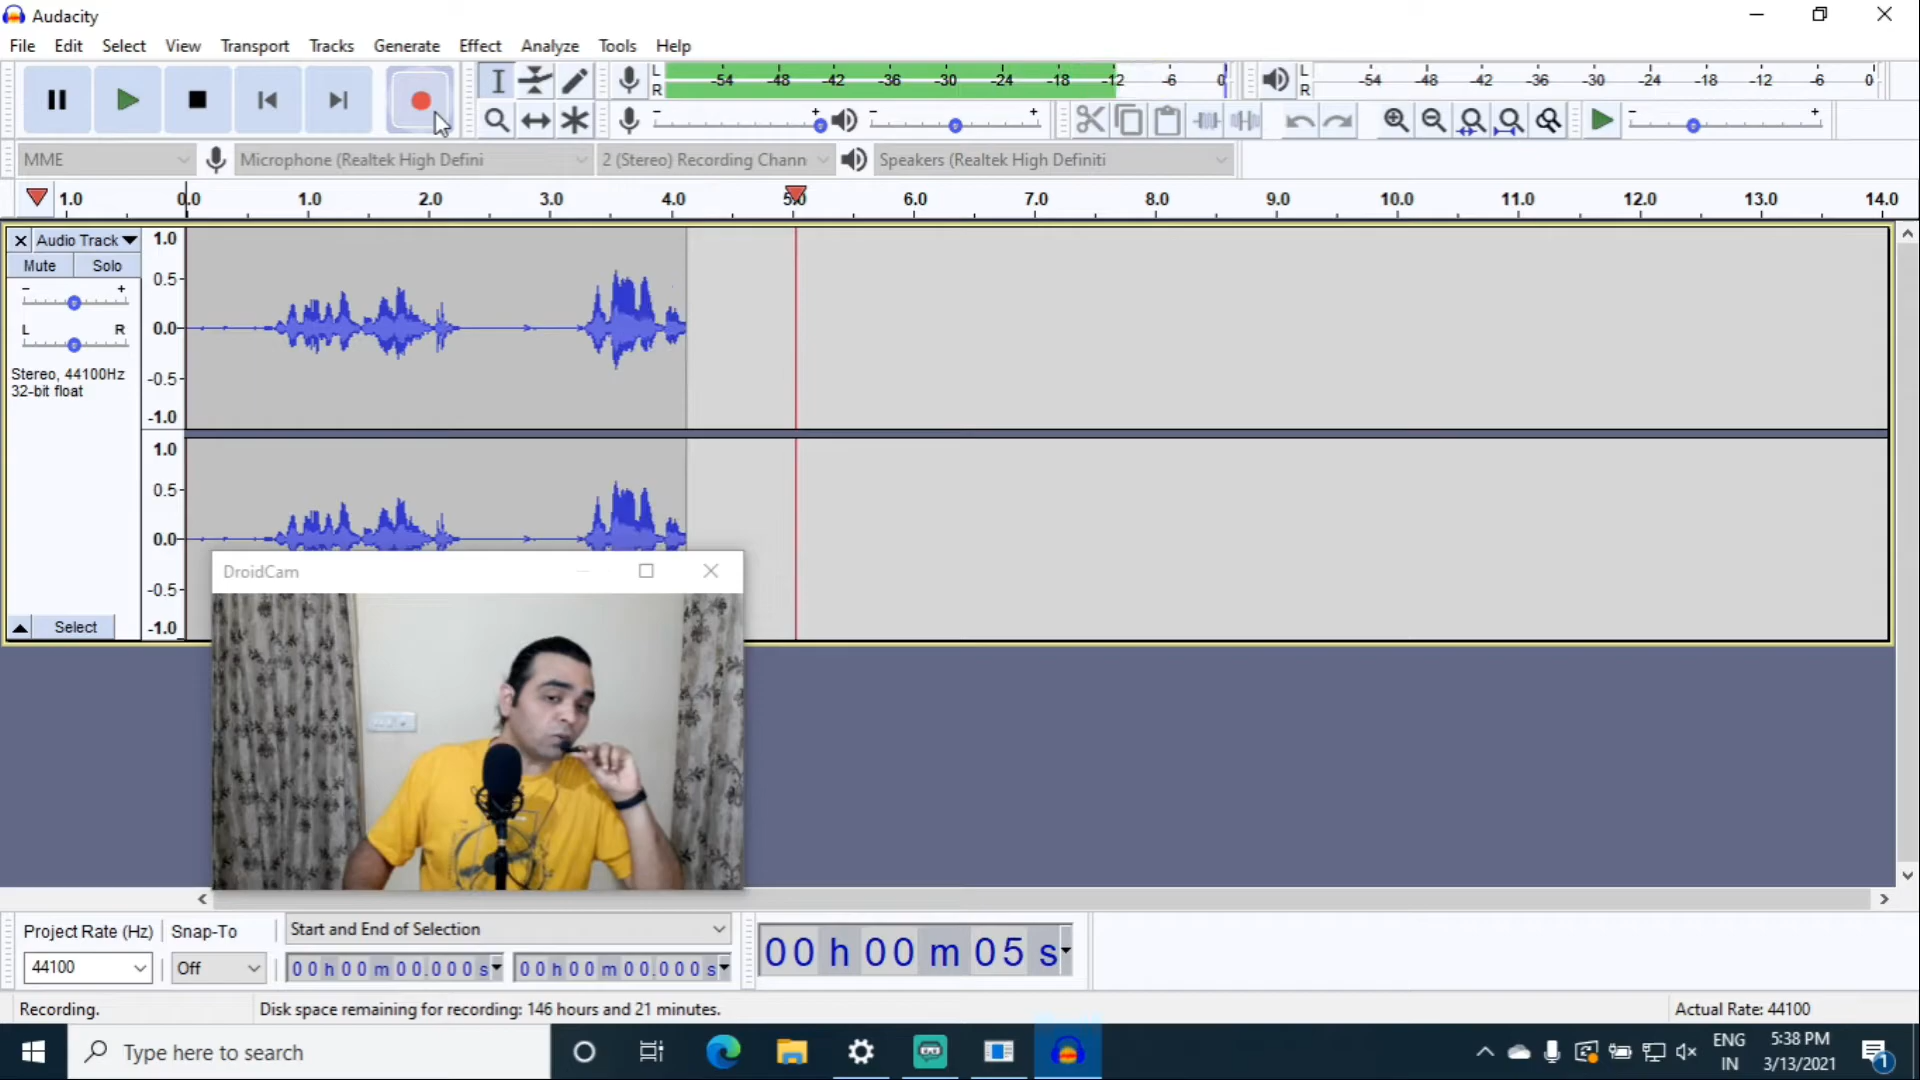 Audacity
File Edit Select View Transport Tracks Generate Effect Analyze Tools Help
L R -54 -48 -42 -36 -30 -24 -18 -12 -6 0
L R -54 -48 -42 -36 -30 -24 -18 -12 -6 0
- + - + - +
MME Microphone (Realtek High Defini 2 (Stereo) Recording Chann Speakers (Realtek High Definiti
1.0 0.0 1.0 2.0 3.0 4.0 5.0 6.0 7.0 8.0 9.0 10.0 11.0 12.0 13.0 14.0
Audio Track
Mute Solo
- +
L R
Stereo, 44100Hz
32-bit float
Select
1.0
0.5
0.0
-0.5
-1.0
1.0
0.5
0.0
-0.5
-1.0
DroidCam
Project Rate (Hz) Snap-To Start and End of Selection
44100 Off 00 h 00 m 00.000 s 00 h 00 m 00.000 s
00 h 00 m 05 s
Recording. Disk space remaining for recording: 146 hours and 21 minutes. Actual Rate: 44100
Type here to search
ENG
IN
5:38 PM
3/13/2021
1